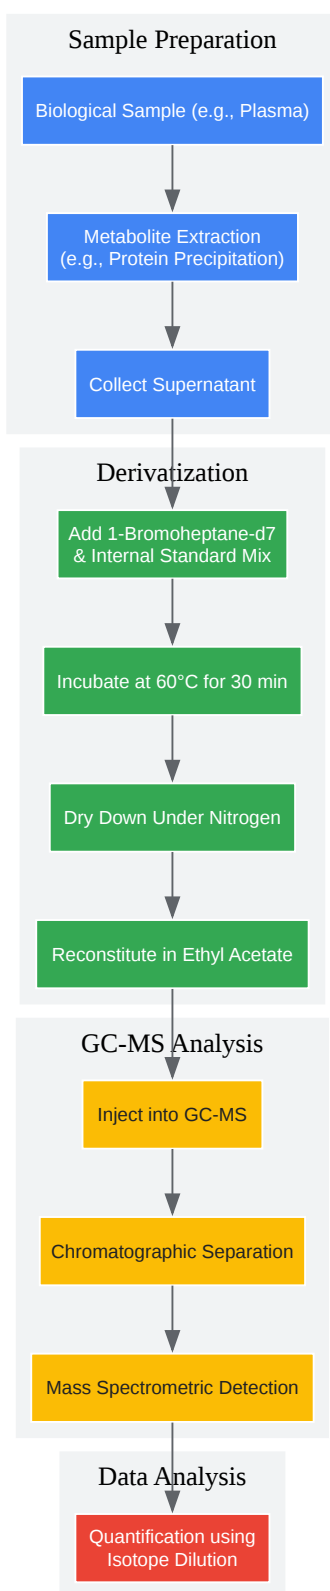 Sample Preparation
Biological Sample (e.g., Plasma)
Metabolite Extraction
(e.g., Protein Precipitation)
Collect Supernatant
Derivatization
Add 1-Bromoheptane-d7
& Internal Standard Mix
Incubate at 60°C for 30 min
Dry Down Under Nitrogen
Reconstitute in Ethyl Acetate
GC-MS Analysis
Inject into GC-MS
Chromatographic Separation
Mass Spectrometric Detection
Data Analysis
Quantification using
Isotope Dilution